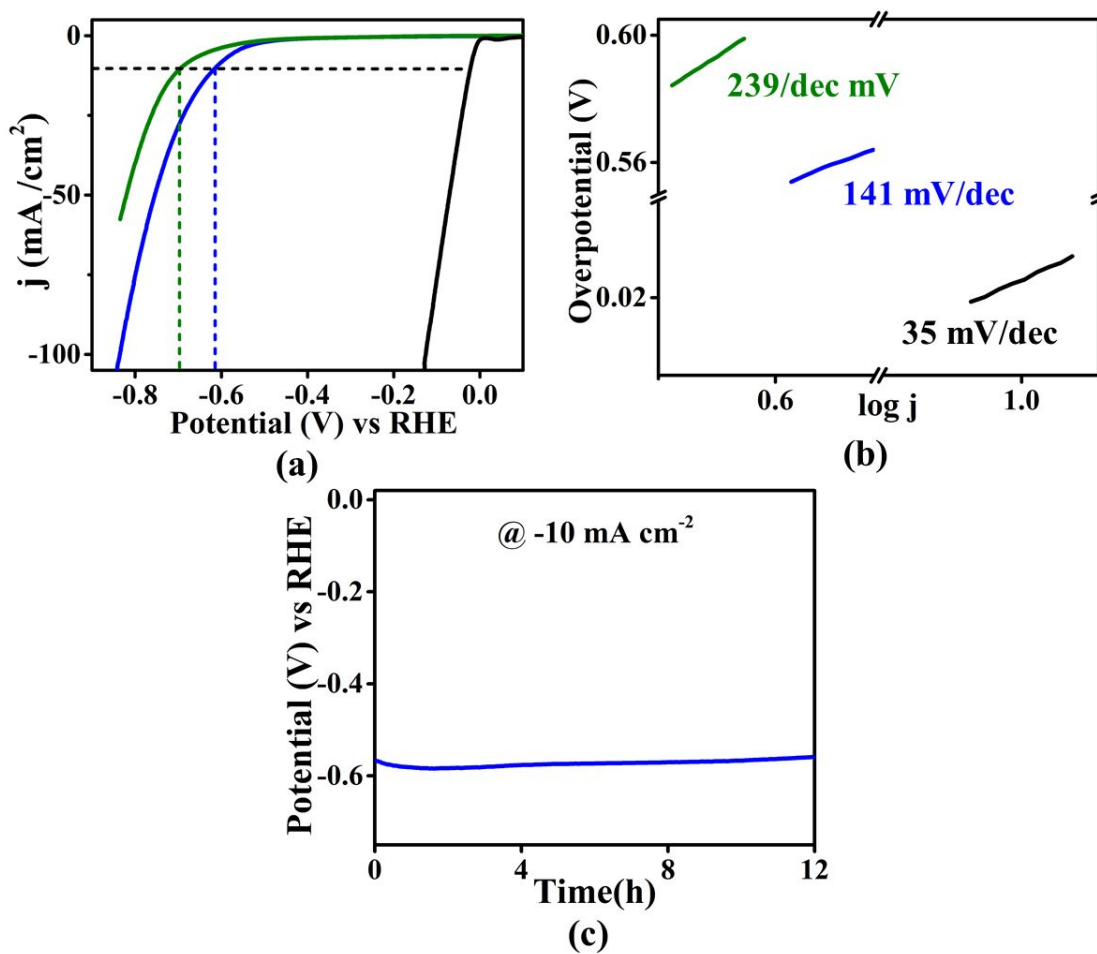 0
-50
-100
j (mA /cm²)
-0.8
-0.6
-0.4
-0.2
0.0
Potential (V) vs RHE
(a)
0.60
0.56
0.02
Overpotential (V)
239/dec mV
141 mV/dec
35 mV/dec
0.6
log j
1.0
(b)
0.0
-0.2
-0.4
-0.6
Potential (V) vs RHE
@ -10 mA cm⁻²
0
4
8
12
Time(h)
(c)